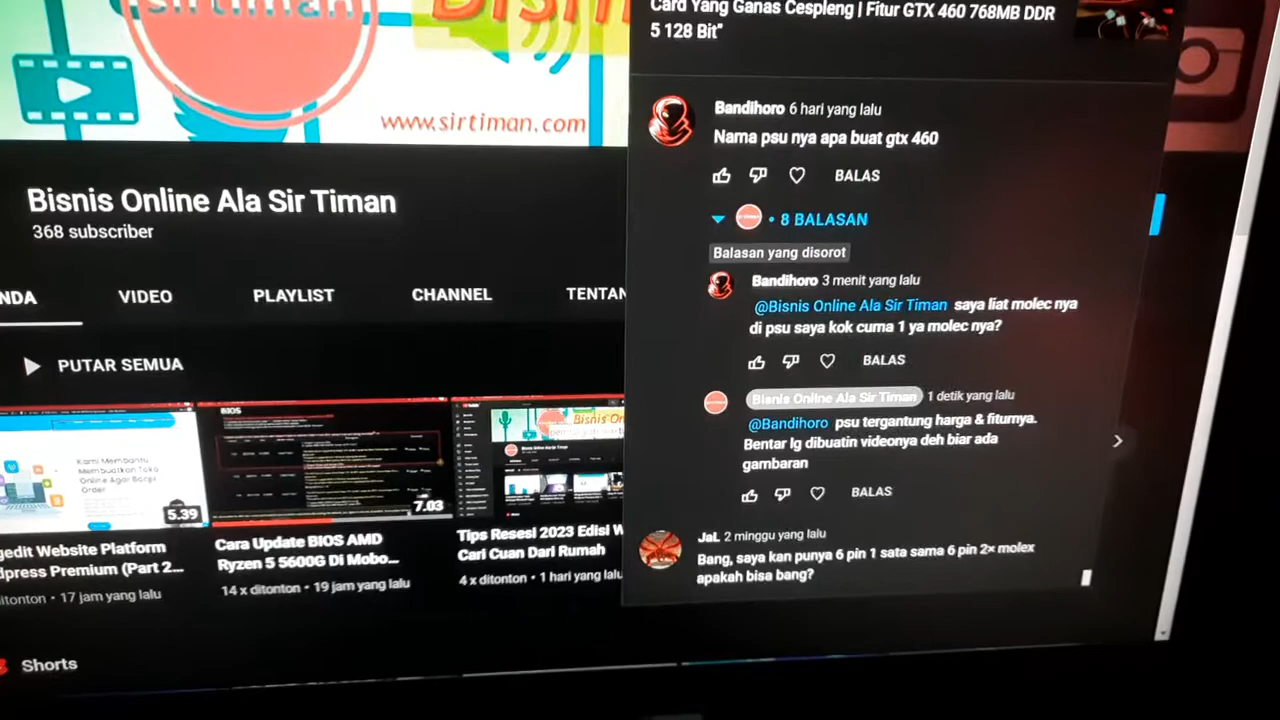 sirtiman
Bisnis
www.sirtiman.com
Bisnis Online Ala Sir Timan
368 subscriber
NDA
VIDEO
PLAYLIST
CHANNEL
TENTAN
PUTAR SEMUA
Kami Membantu
Membuatkan Toko
Online Agar Banjir
Order
5.39
BIOS
7.03
gedit Website Platform
dpress Premium (Part 2...
ditonton • 17 jam yang lalu
Cara Update BIOS AMD
Ryzen 5 5600G Di Mobo...
14 x ditonton • 19 jam yang lalu
Tips Resesi 2023 Edisi W
Cari Cuan Dari Rumah
4 x ditonton • 1 hari yang lalu
Shorts
Card Yang Ganas Cespleng | Fitur GTX 460 768MB DDR
5 128 Bit"
Bandihoro 6 hari yang lalu
Nama psu nya apa buat gtx 460
BALAS
• 8 BALASAN
Balasan yang disorot
Bandihoro 3 menit yang lalu
@Bisnis Online Ala Sir Timan saya liat molec nya
di psu saya kok cuma 1 ya molec nya?
BALAS
Bisnis Online Ala Sir Timan 1 detik yang lalu
@Bandihoro psu tergantung harga & fiturnya.
Bentar lg dibuatin videonya deh biar ada
gambaran
BALAS
JaL 2 minggu yang lalu
Bang, saya kan punya 6 pin 1 sata sama 6 pin 2× molex
apakah bisa bang?